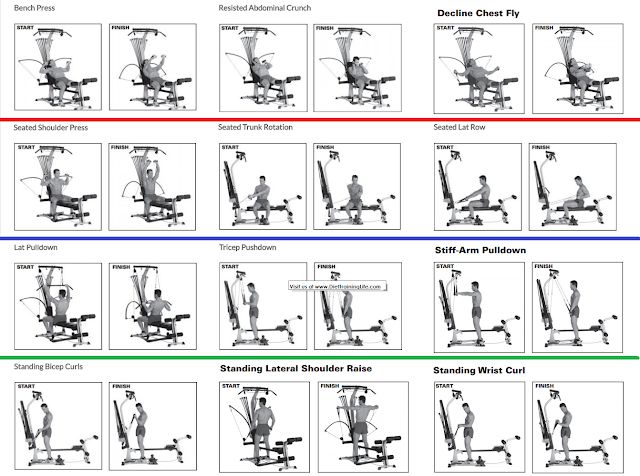 Bench Press
Resisted Abdominal Crunch
Decline Chest Fly
START FINISH
START FINISH
START FINISH
Seated Shoulder Press
Seated Trunk Rotation
Seated Lat Row
START FINISH
START FINISH
START FINISH
Lat Pulldown
Tricep Pushdown
Stiff-Arm Pulldown
START FINISH
START FINISH
START FINISH
Visit us at www.DietTrainingLife.com
Standing Bicep Curls
Standing Lateral Shoulder Raise
Standing Wrist Curl
START FINISH
START FINISH
START FINISH